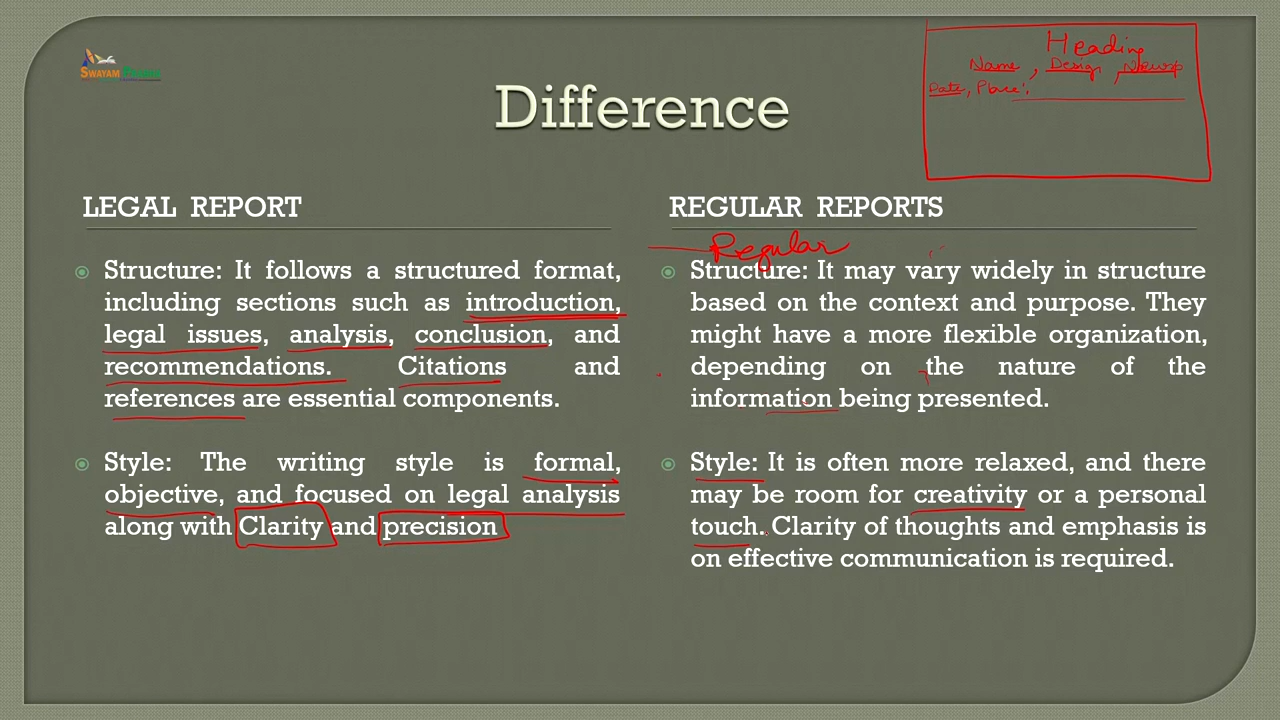 SWAYAM PRABHA
Heading
Name, Design, Newsp
Date, Place:
Difference
LEGAL REPORT
Structure: It follows a structured format,
including sections such as introduction,
legal issues, analysis, conclusion, and
recommendations. Citations and
references are essential components.
Style: The writing style is formal,
objective, and focused on legal analysis
along with Clarity and precision
REGULAR REPORTS
Regular
Structure: It may vary widely in structure
based on the context and purpose. They
might have a more flexible organization,
depending on the nature of the
information being presented.
Style: It is often more relaxed, and there
may be room for creativity or a personal
touch. Clarity of thoughts and emphasis is
on effective communication is required.